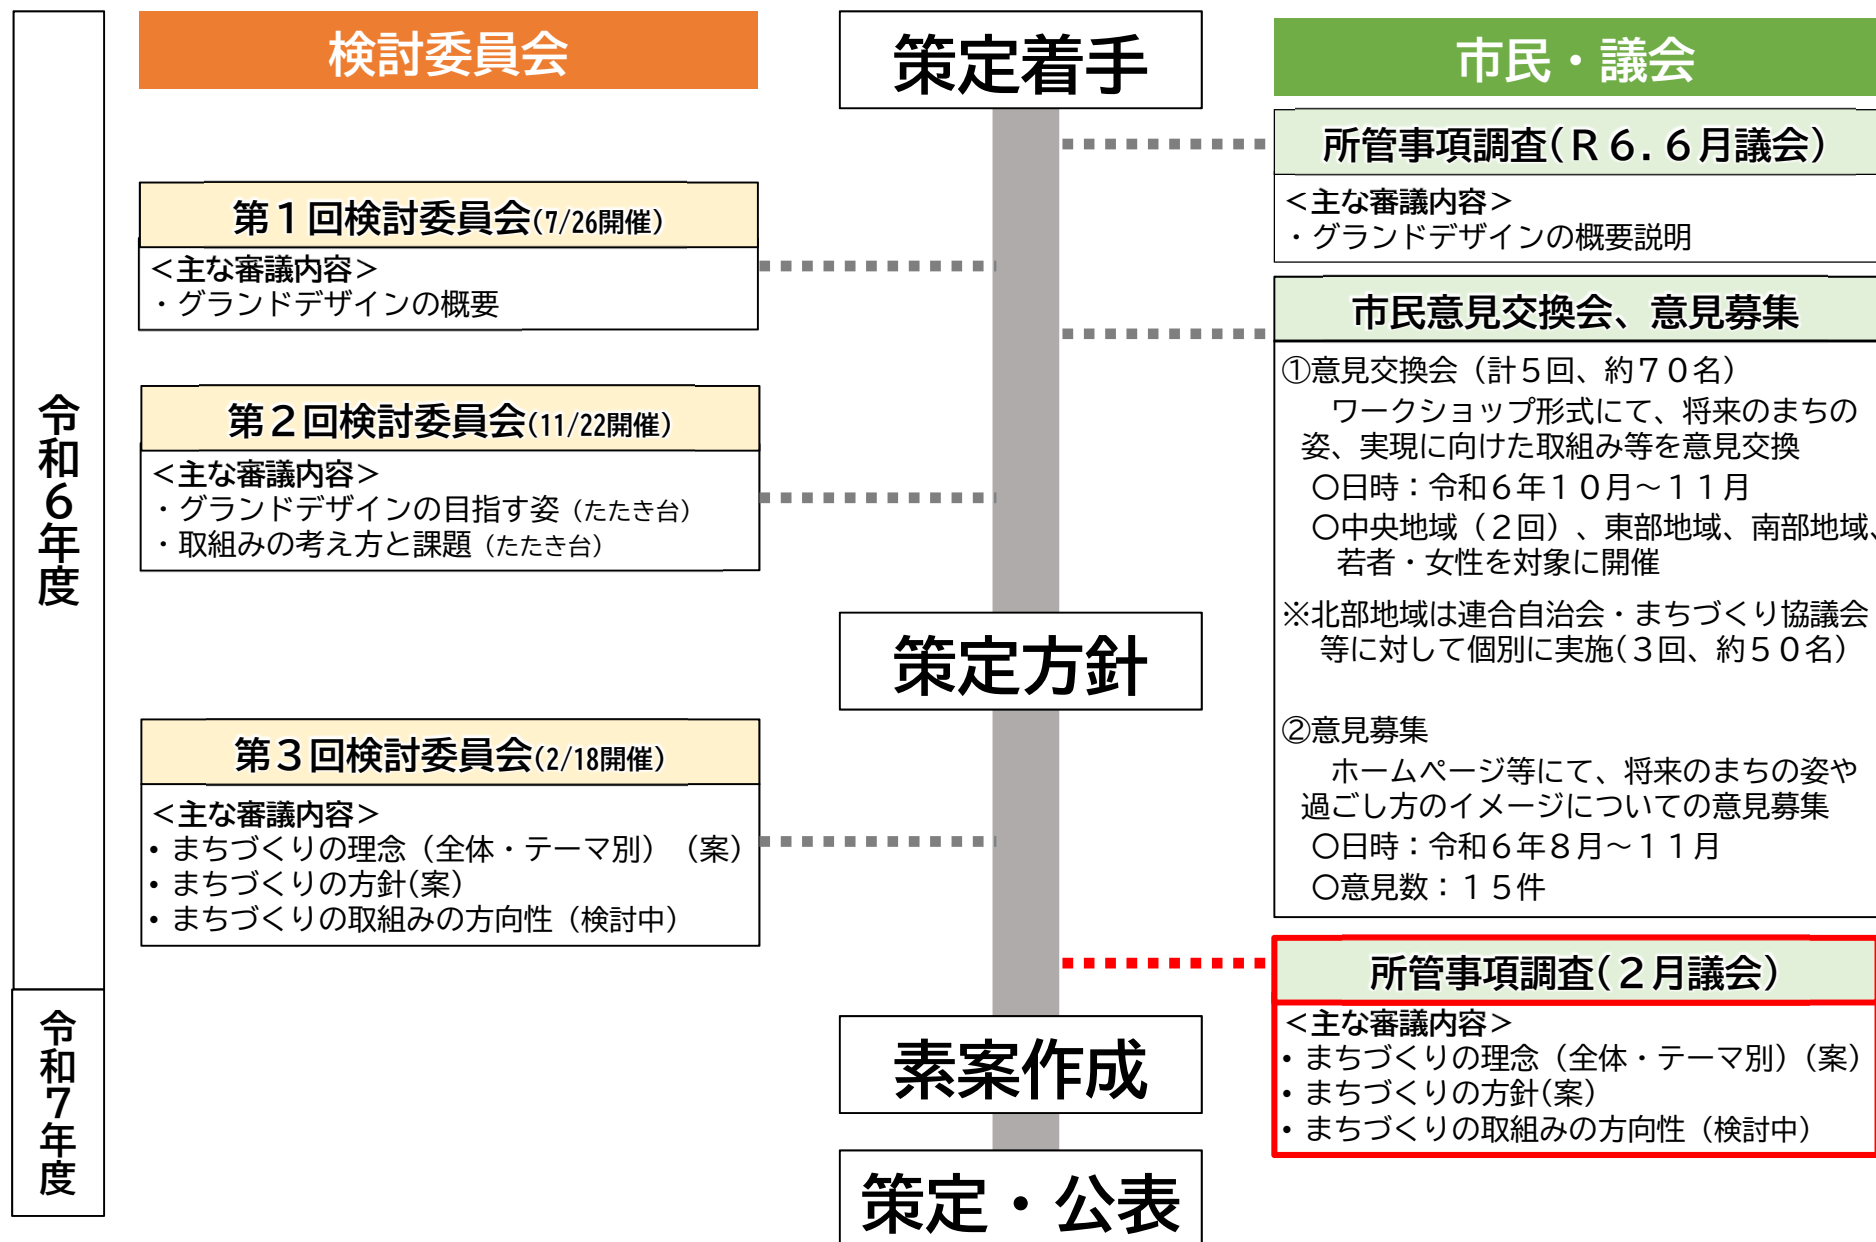 令和6年度
令和7年度
検討委員会
第1回検討委員会(7/26開催)
<主な審議内容>
・グランドデザインの概要
第2回検討委員会(11/22開催)
<主な審議内容>
・グランドデザインの目指す姿(たたき台)
・取組みの考え方と課題(たたき台)
第3回検討委員会(2/18開催)
<主な審議内容>
• まちづくりの理念(全体・テーマ別)(案)
• まちづくりの方針(案)
• まちづくりの取組みの方向性(検討中)
策定着手
策定方針
素案作成
策定・公表
市民・議会
所管事項調査(R6.6月議会)
<主な審議内容>
・グランドデザインの概要説明
市民意見交換会、意見募集
①意見交換会(計5回、約70名)
ワークショップ形式にて、将来のまちの
姿、実現に向けた取組み等を意見交換
〇日時:令和6年10月~11月
〇中央地域(2回)、東部地域、南部地域、
若者・女性を対象に開催
※北部地域は連合自治会・まちづくり協議会
等に対して個別に実施(3回、約50名)
②意見募集
ホームページ等にて、将来のまちの姿や
過ごし方のイメージについての意見募集
〇日時:令和6年8月~11月
〇意見数:15件
所管事項調査(2月議会)
<主な審議内容>
• まちづくりの理念(全体・テーマ別)(案)
• まちづくりの方針(案)
• まちづくりの取組みの方向性(検討中)